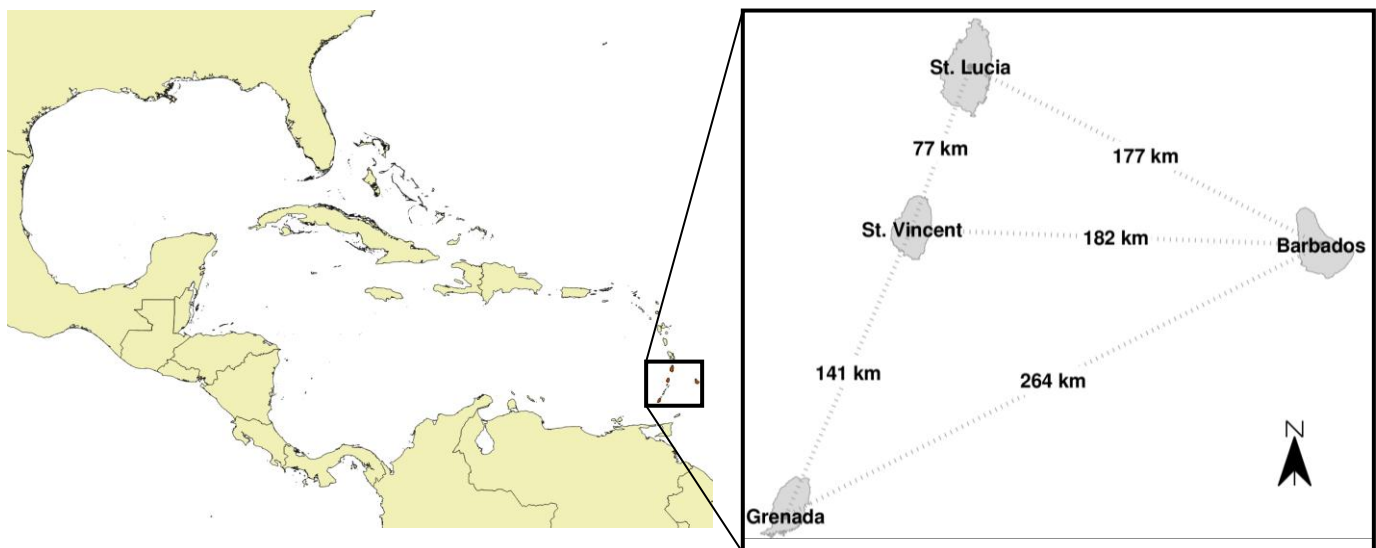 St. Lucia
77 km
177 km
St. Vincent
182 km
Barbados
141 km
264 km
N
Grenada